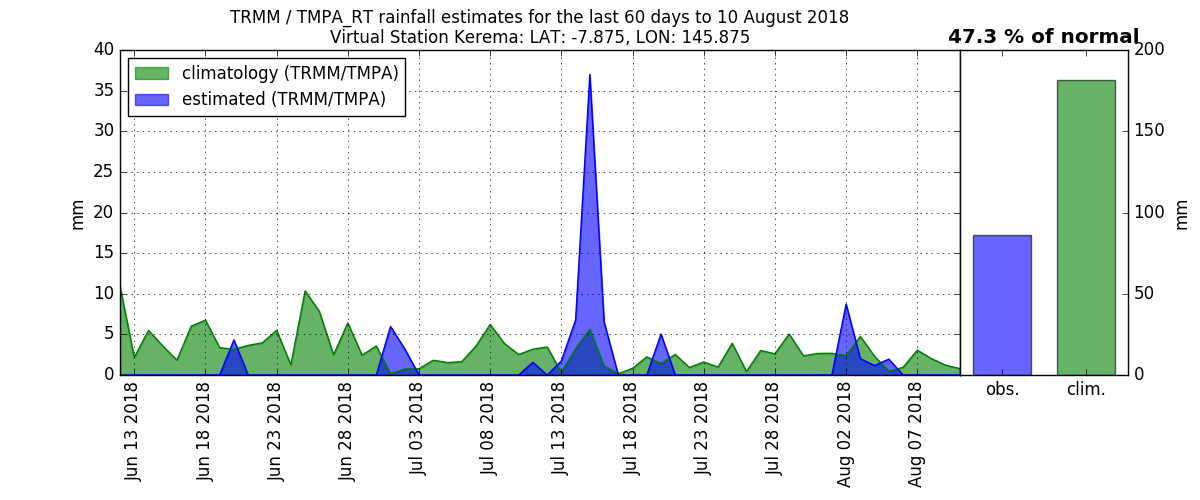 TRMM / TMPA_RT rainfall estimates for the last 60 days to 10 August 2018
Virtual Station Kerema: LAT: -7.875, LON: 145.875
47.3 % of normal
climatology (TRMM/TMPA)
estimated (TRMM/TMPA)
40
35
30
25
20
15
10
5
0
mm
Jun 13 2018
Jun 18 2018
Jun 23 2018
Jun 28 2018
Jul 03 2018
Jul 08 2018
Jul 13 2018
Jul 18 2018
Jul 23 2018
Jul 28 2018
Aug 02 2018
Aug 07 2018
200
150
100
50
0
mm
obs.
clim.